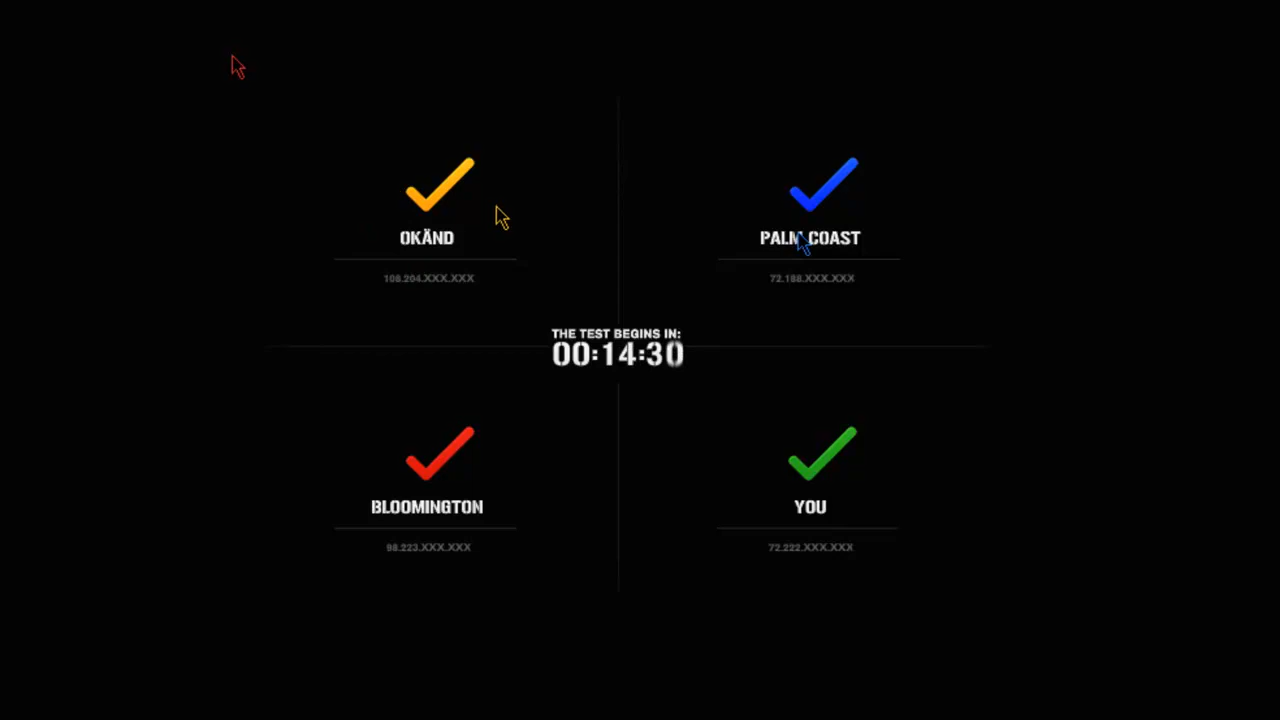 OKÄND
108.204.XXX.XXX
PALM COAST
72.188.XXX.XXX
THE TEST BEGINS IN:
00:14:30
BLOOMINGTON
98.223.XXX.XXX
YOU
72.222.XXX.XXX